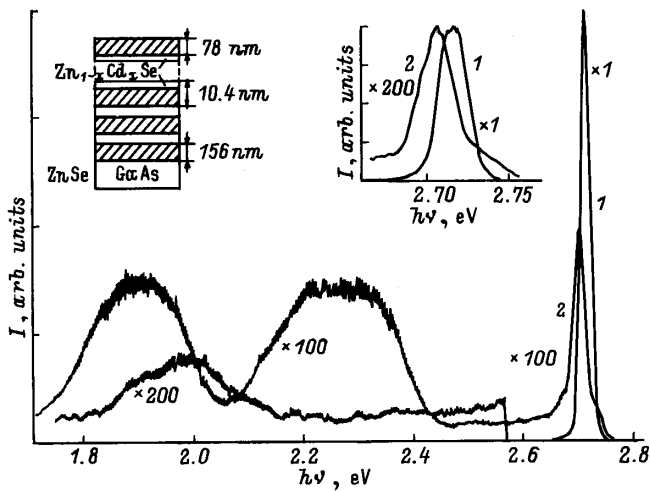 78 nm
Zn₁₋ₓCdₓSe
10.4 nm
156 nm
ZnSe
GaAs
I, arb. units
2
1
×200
×1
2.70
2.75
hν, eV
I, arb. units
×1
1
2
×100
×100
×200
1.8
2.0
2.2
2.4
2.6
2.8
hν, eV